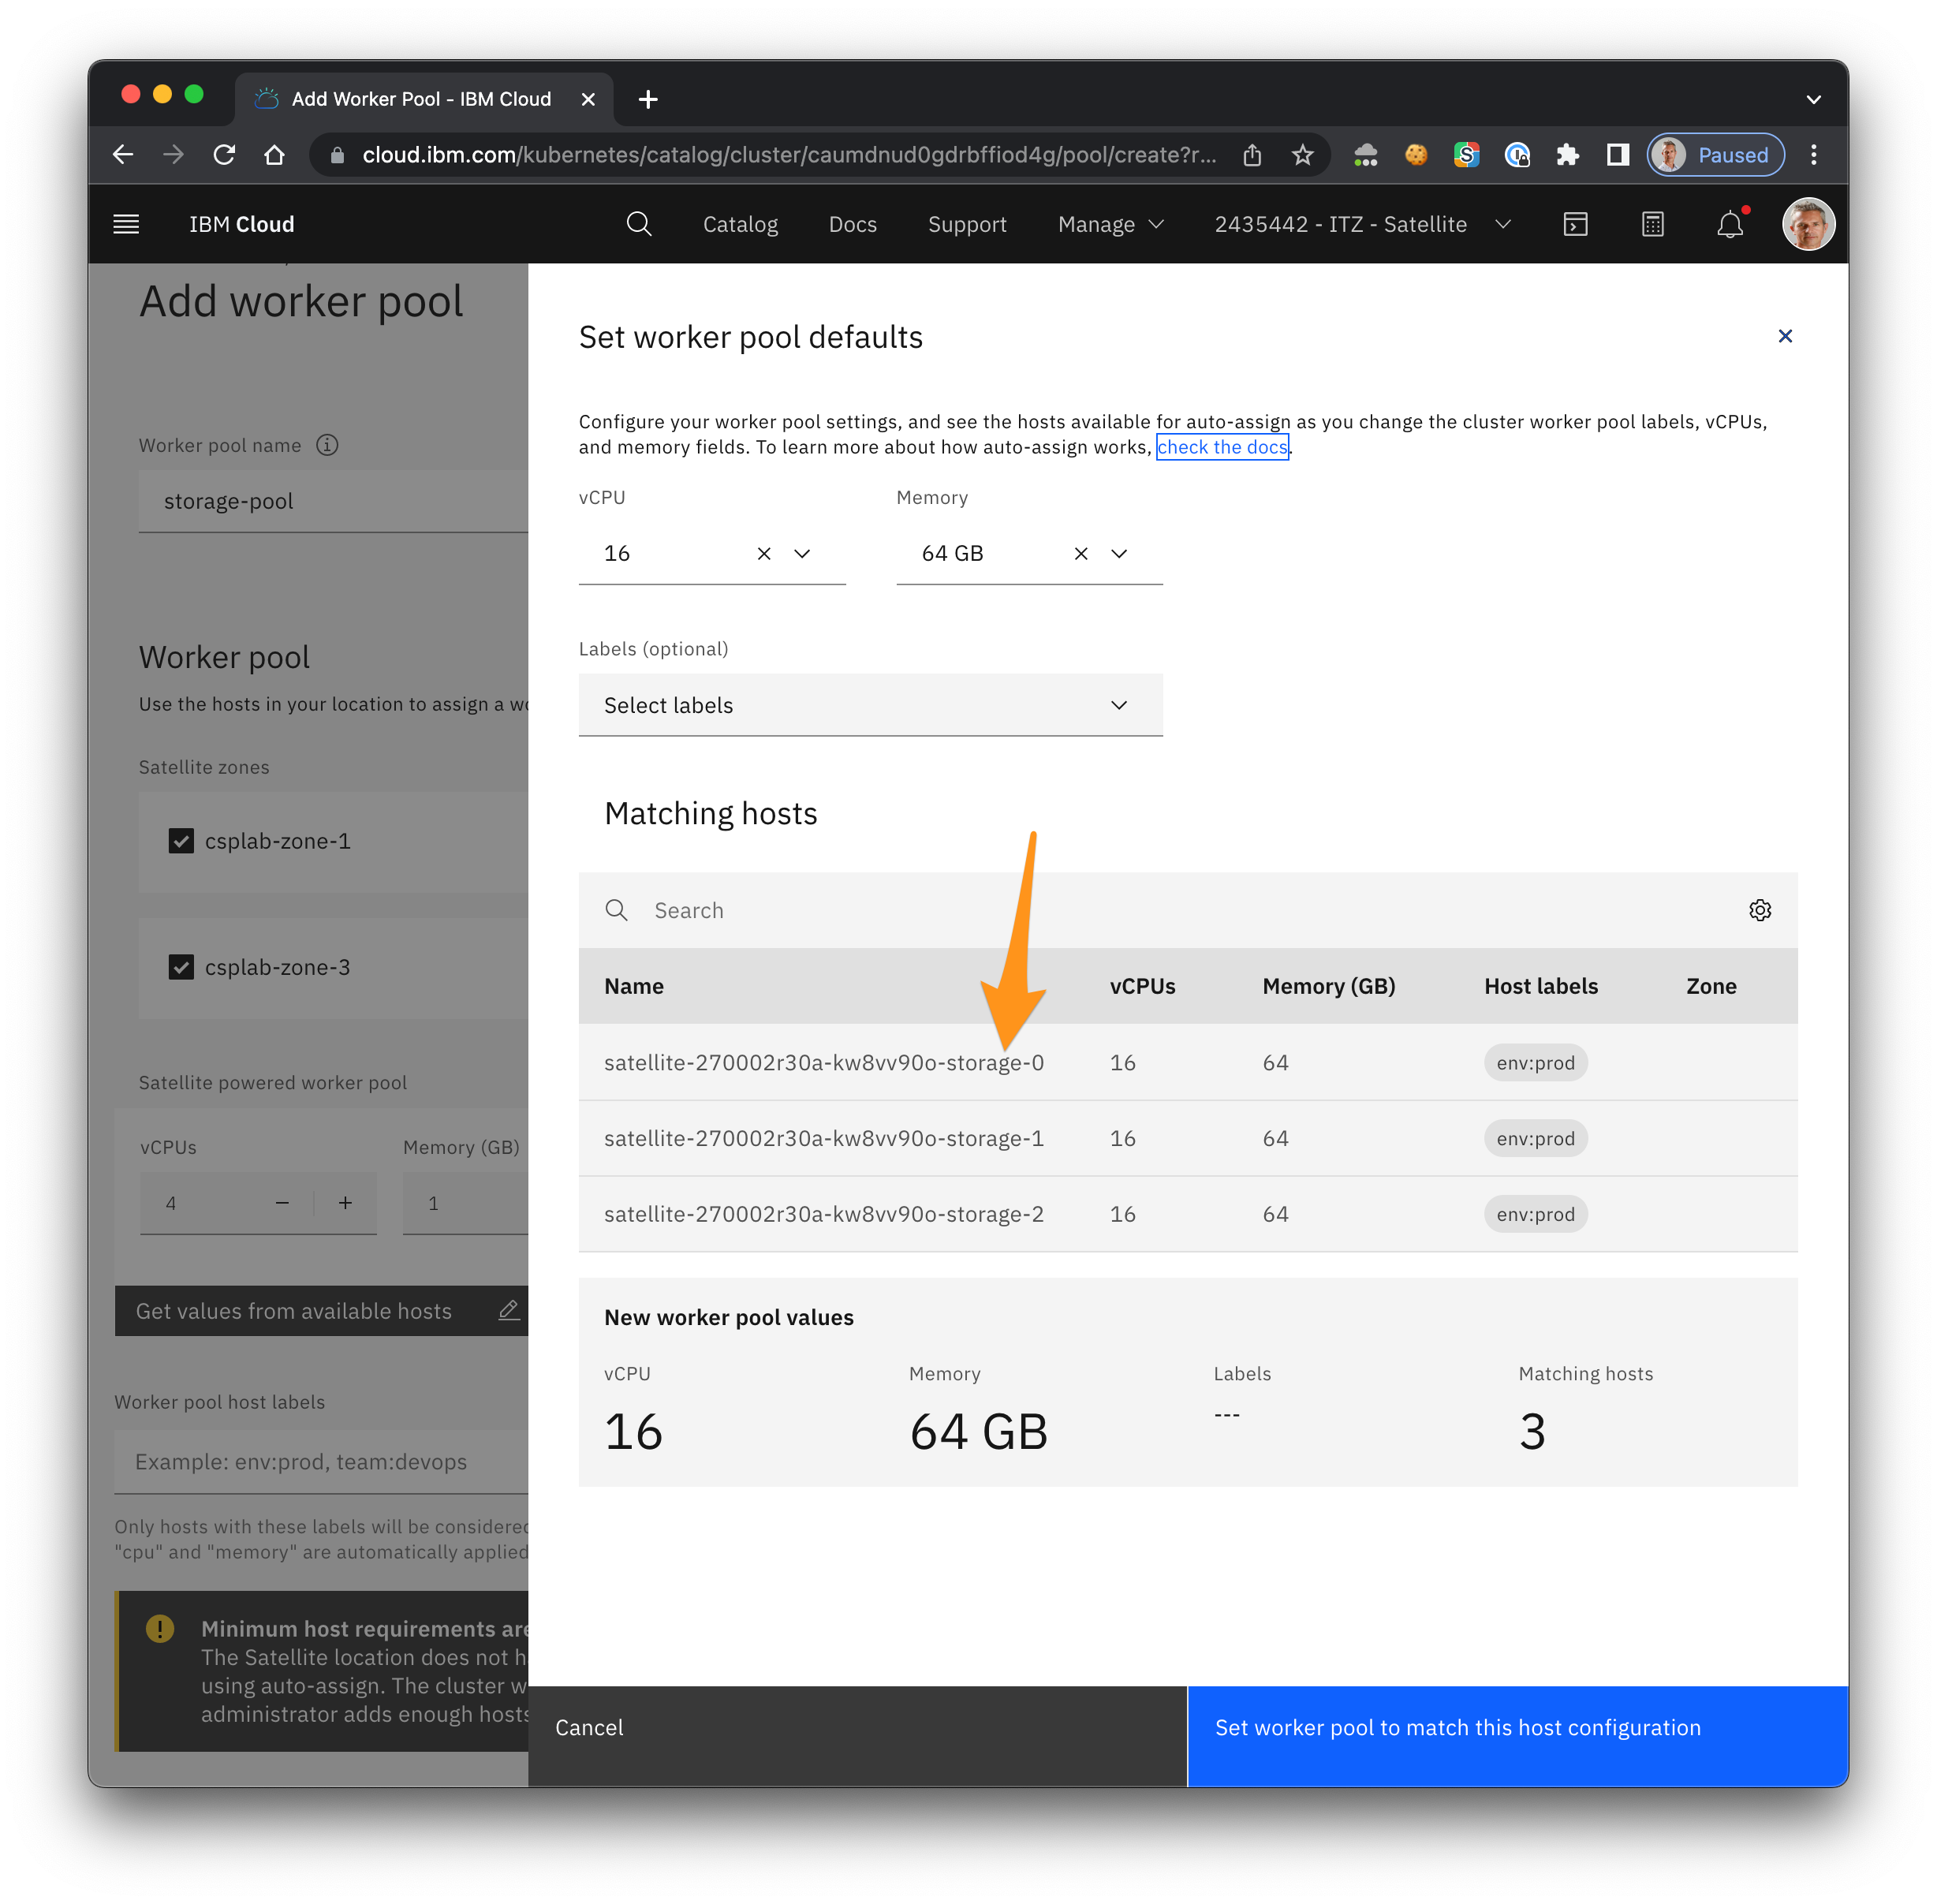 Add Worker Pool - IBM Cloud
cloud.ibm.com/kubernetes/catalog/cluster/caumdnud0gdrbffiod4g/pool/create?r...
Paused
IBM Cloud
Catalog
Docs
Support
Manage
2435442 - ITZ - Satellite
Add worker pool
Worker pool name
storage-pool
Worker pool
Use the hosts in your location to assign a
Satellite zones
csplab-zone-1
csplab-zone-3
Satellite powered worker pool
vCPUs
Memory (GB)
4
1
Get values from available hosts
Worker pool host labels
Example: env:prod, team:devops
Only hosts with these labels will be considered
"cpu" and "memory" are automatically applied
Minimum host requirements are
The Satellite location does not
using auto-assign. The cluster
administrator adds enough hosts
Set worker pool defaults
Configure your worker pool settings, and see the hosts available for auto-assign as you change the cluster worker pool labels, vCPUs,
and memory fields. To learn more about how auto-assign works, check the docs.
vCPU
Memory
16
64 GB
Labels (optional)
Select labels
Matching hosts
Search
Name vCPUs Memory (GB) Host labels Zone
satellite-270002r30a-kw8vv90o-storage-0 16 64 env:prod
satellite-270002r30a-kw8vv90o-storage-1 16 64 env:prod
satellite-270002r30a-kw8vv90o-storage-2 16 64 env:prod
New worker pool values
vCPU Memory Labels Matching hosts
16 64 GB --- 3
Cancel
Set worker pool to match this host configuration